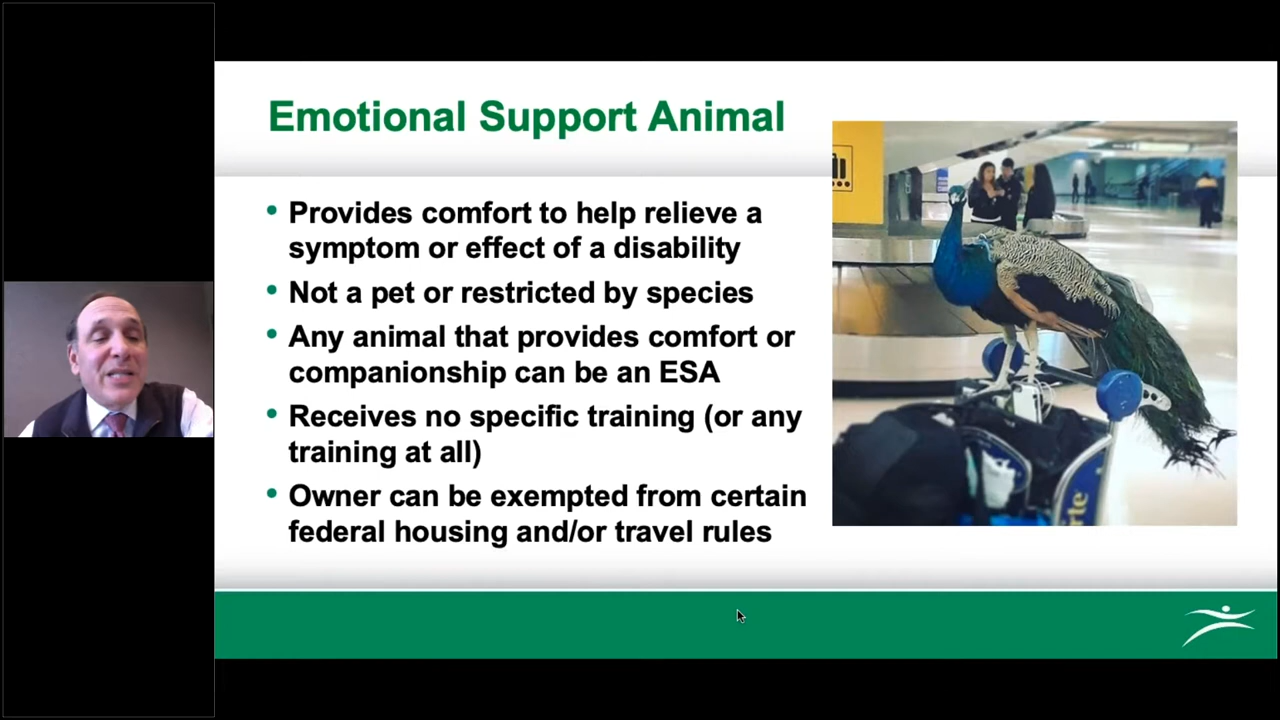 Emotional Support Animal
• Provides comfort to help relieve a
symptom or effect of a disability
• Not a pet or restricted by species
• Any animal that provides comfort or
companionship can be an ESA
• Receives no specific training (or any
training at all)
• Owner can be exempted from certain
federal housing and/or travel rules